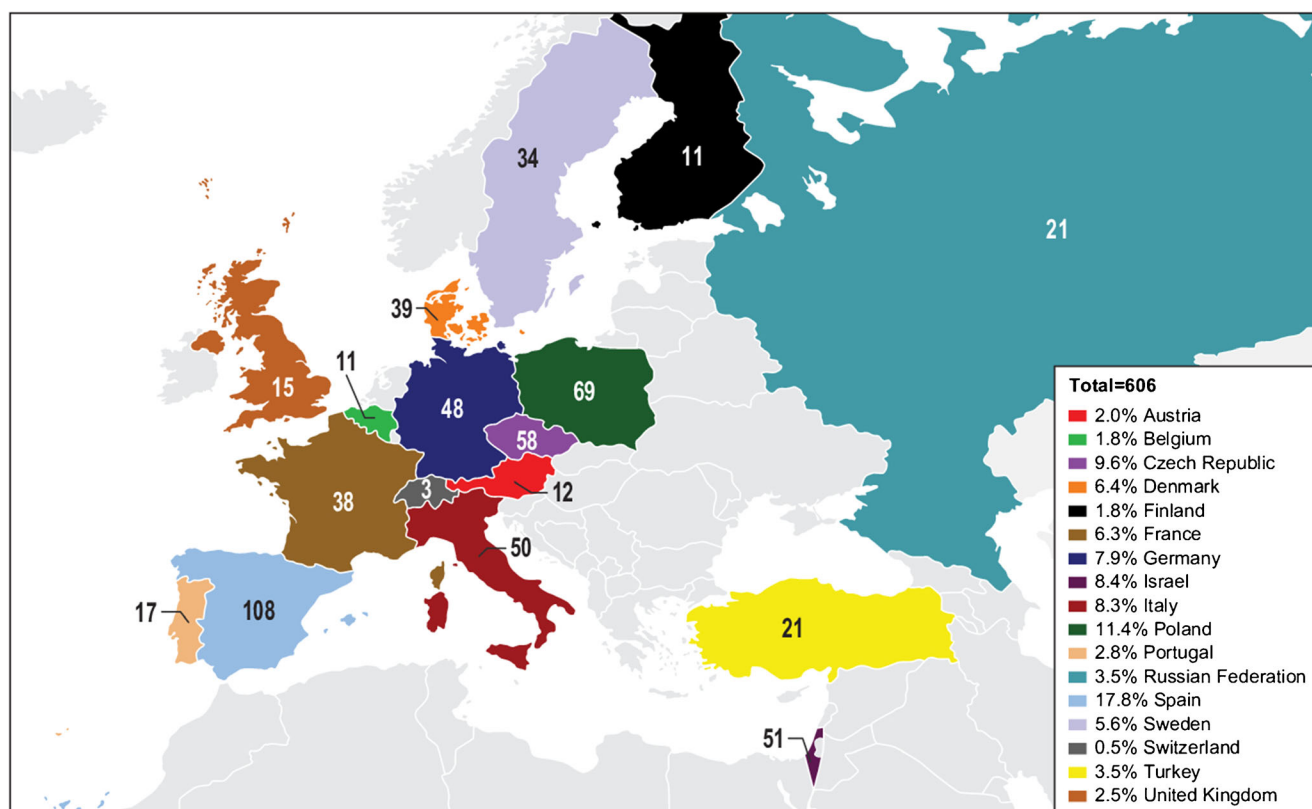 34
11
21
39
11
15
48
69
58
3
12
38
50
17
108
21
51
Total=606
2.0% Austria
1.8% Belgium
9.6% Czech Republic
6.4% Denmark
1.8% Finland
6.3% France
7.9% Germany
8.4% Israel
8.3% Italy
11.4% Poland
2.8% Portugal
3.5% Russian Federation
17.8% Spain
5.6% Sweden
0.5% Switzerland
3.5% Turkey
2.5% United Kingdom